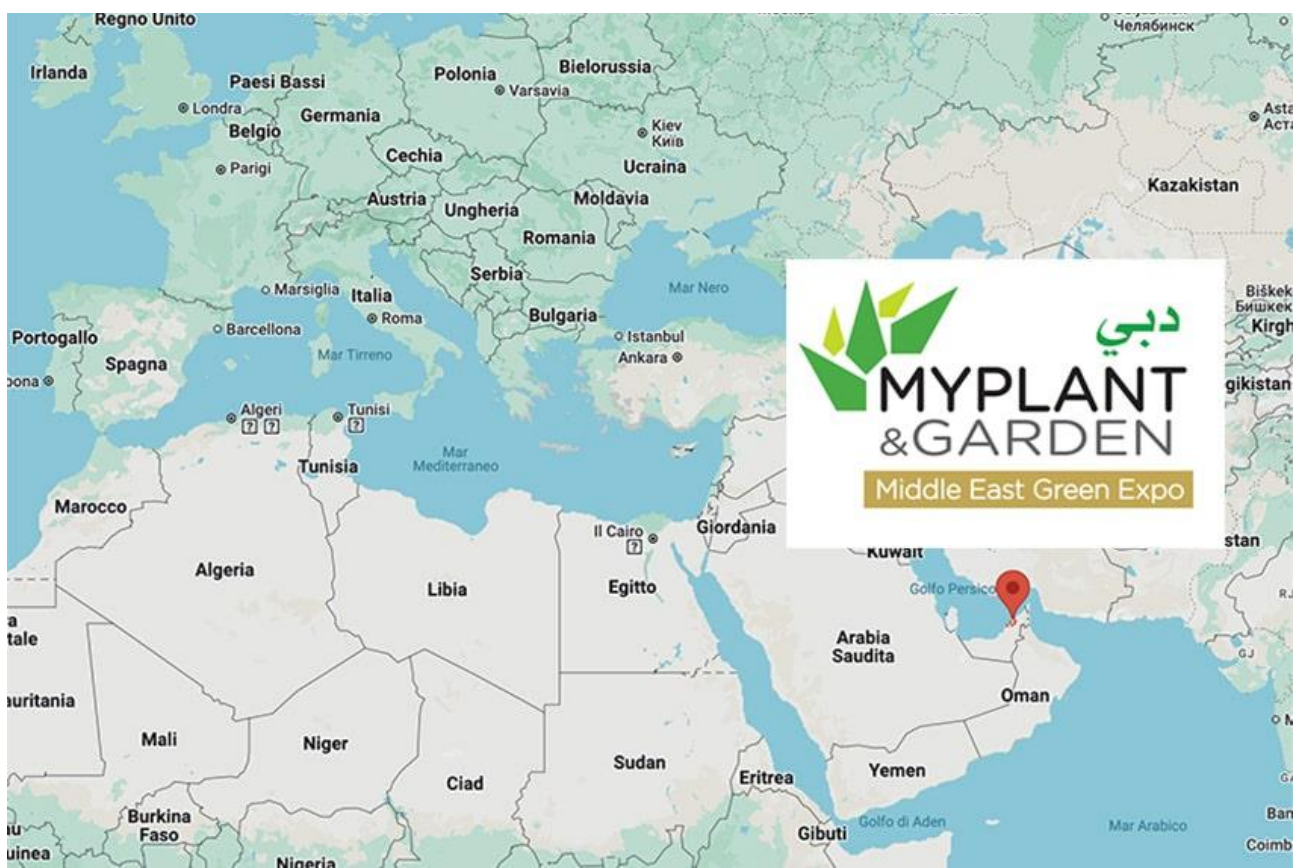 Regno Unito
Irlanda
Paesi Bassi
Londra
Belgio
Germania
Polonia
Varsavia
Bielorussia
Челябинск
Kiev
Київ
Ucraina
Parigi
Cechia
Austria
Ungheria
Moldavia
Romania
Serbia
Bulgaria
Kazakistan
Marsiglia
Italia
Roma
Barcellona
Portogallo
Spagna
Mar Tirreno
Mar Nero
Istanbul
Ankara
دبي
MYPLANT
&GARDEN
Middle East Green Expo
Algeri
Tunisi
Tunisia
Mar
Mediterraneo
Marocco
Algeria
Libia
Il Cairo
Egitto
Giordania
Kuwait
Golfo Persico
Arabia
Saudita
Oman
Mali
Niger
Ciad
Sudan
Eritrea
Yemen
Burkina
Faso
Nigeria
Gibuti
Golfo di Aden
Mar Arabico
GJ